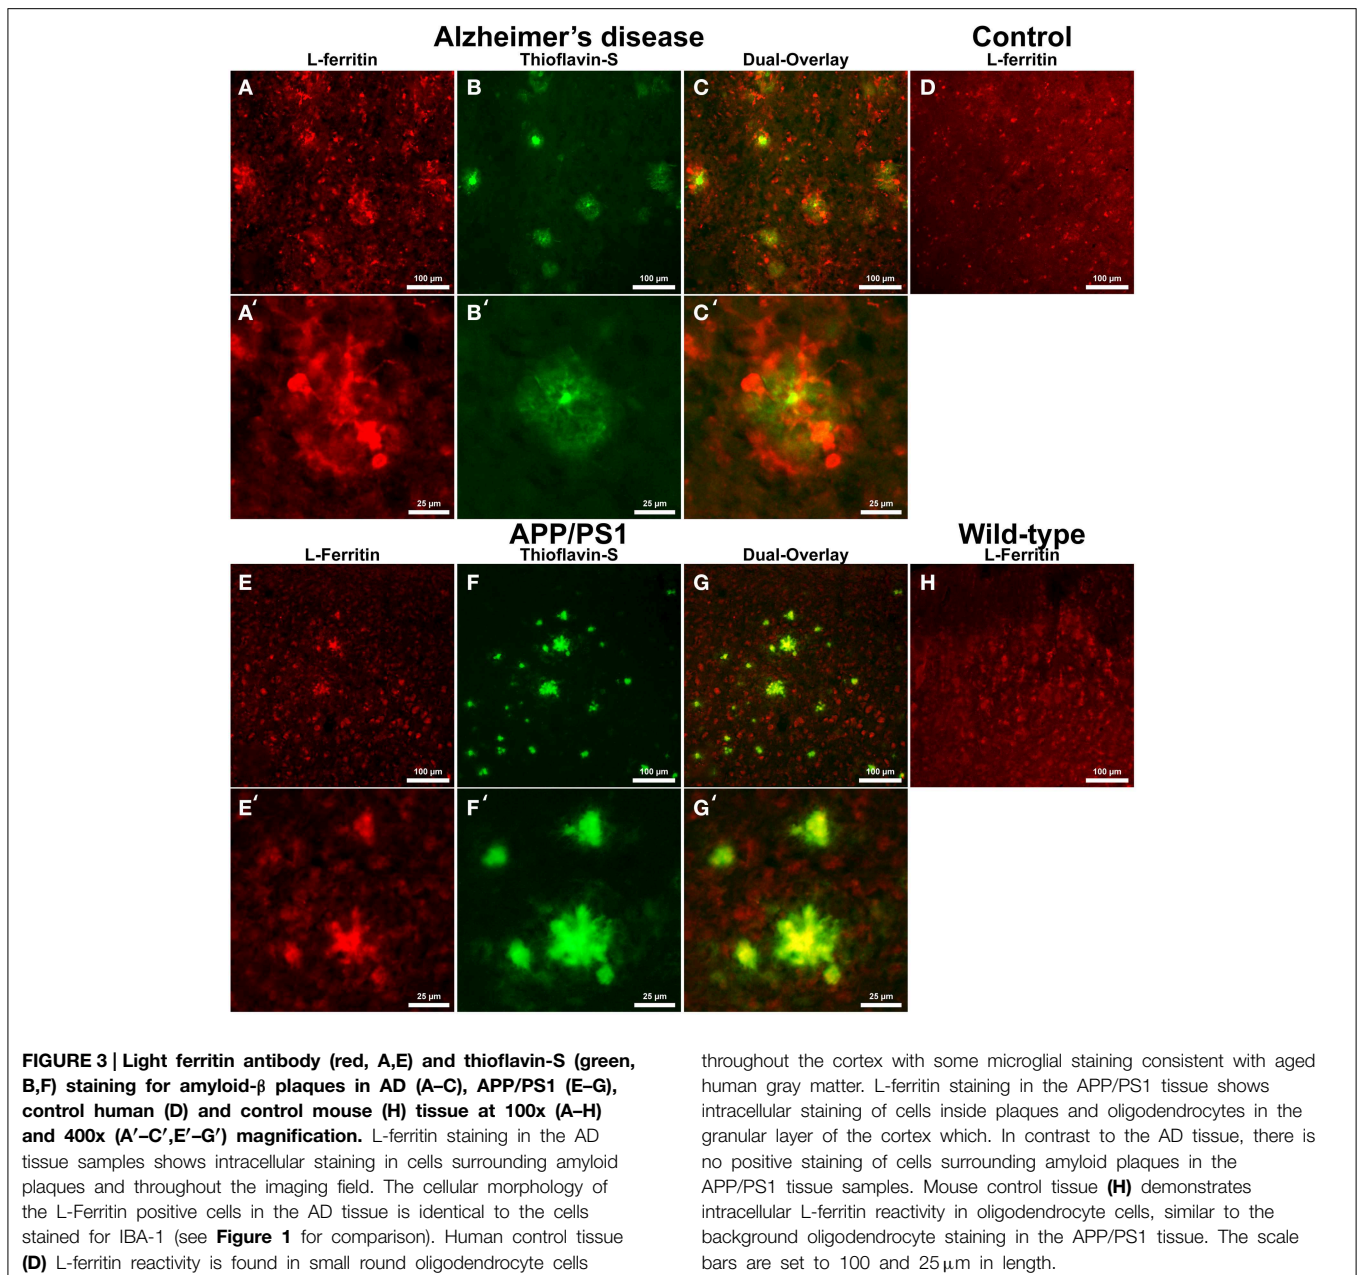 Alzheimer's disease
Control
L-ferritin
Thioflavin-S
Dual-Overlay
L-ferritin
A
B
C
D
100 µm
100 µm
100 µm
100 µm
A′
B′
C′
25 µm
25 µm
25 µm
APP/PS1
Wild-type
L-Ferritin
Thioflavin-S
Dual-Overlay
L-Ferritin
E
F
G
H
100 µm
100 µm
100 µm
100 µm
E′
F′
G′
25 µm
25 µm
25 µm
FIGURE 3 | Light ferritin antibody (red, A,E) and thioflavin-S (green,
B,F) staining for amyloid-β plaques in AD (A–C), APP/PS1 (E–G),
control human (D) and control mouse (H) tissue at 100x (A–H)
and 400x (A′–C′,E′–G′) magnification. L-ferritin staining in the AD
tissue samples shows intracellular staining in cells surrounding amyloid
plaques and throughout the imaging field. The cellular morphology of
the L-Ferritin positive cells in the AD tissue is identical to the cells
stained for IBA-1 (see Figure 1 for comparison). Human control tissue
(D) L-ferritin reactivity is found in small round oligodendrocyte cells
throughout the cortex with some microglial staining consistent with aged
human gray matter. L-ferritin staining in the APP/PS1 tissue shows
intracellular staining of cells inside plaques and oligodendrocytes in the
granular layer of the cortex which. In contrast to the AD tissue, there is
no positive staining of cells surrounding amyloid plaques in the
APP/PS1 tissue samples. Mouse control tissue (H) demonstrates
intracellular L-ferritin reactivity in oligodendrocyte cells, similar to the
background oligodendrocyte staining in the APP/PS1 tissue. The scale
bars are set to 100 and 25 µm in length.